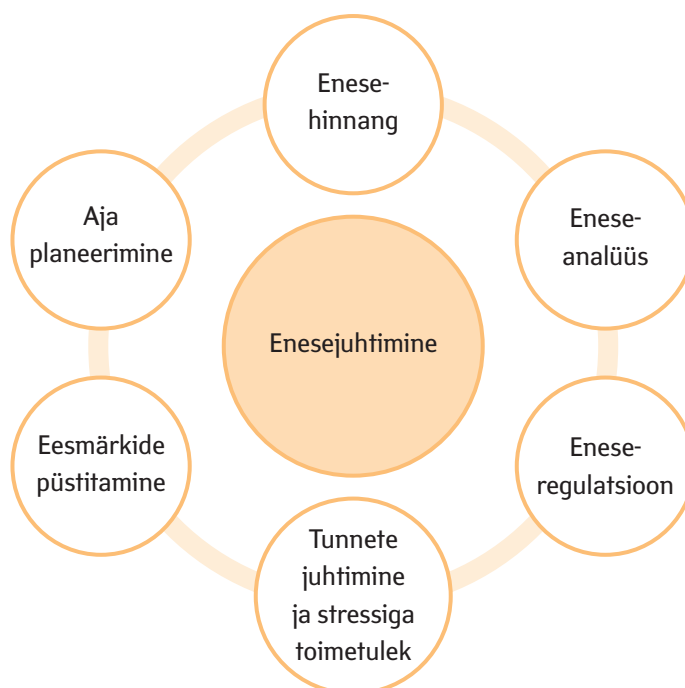 Enese-
hinnang
Enese-
analüüs
Enese-
regulatsioon
Tunnete
juhtimine
ja stressiga
toimetulek
Eesmärkide
püstitamine
Aja
planeerimine
Enesejuhtimine